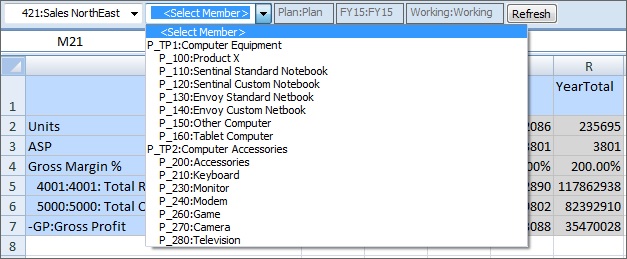 421:Sales NorthEast <Select Member> Plan:Plan FY15:FY15 Working:Working Refresh
M21
<Select Member>
P_TP1:Computer Equipment
P_100:Product X
P_110:Sentinal Standard Notebook
P_120:Sentinal Custom Notebook
P_130:Envoy Standard Netbook
P_140:Envoy Custom Netbook
P_150:Other Computer
P_160:Tablet Computer
P_TP2:Computer Accessories
P_200:Accessories
P_210:Keyboard
P_230:Monitor
P_240:Modem
P_260:Game
P_270:Camera
P_280:Television
A
R
1 YearTotal
2 Units 2086 235695
3 ASP 3801 3801
4 Gross Margin % 00% 200.00%
5 4001:4001: Total R 2890 117862938
6 5000:5000: Total C 9802 82392910
7 -GP:Gross Profit 3088 35470028
8